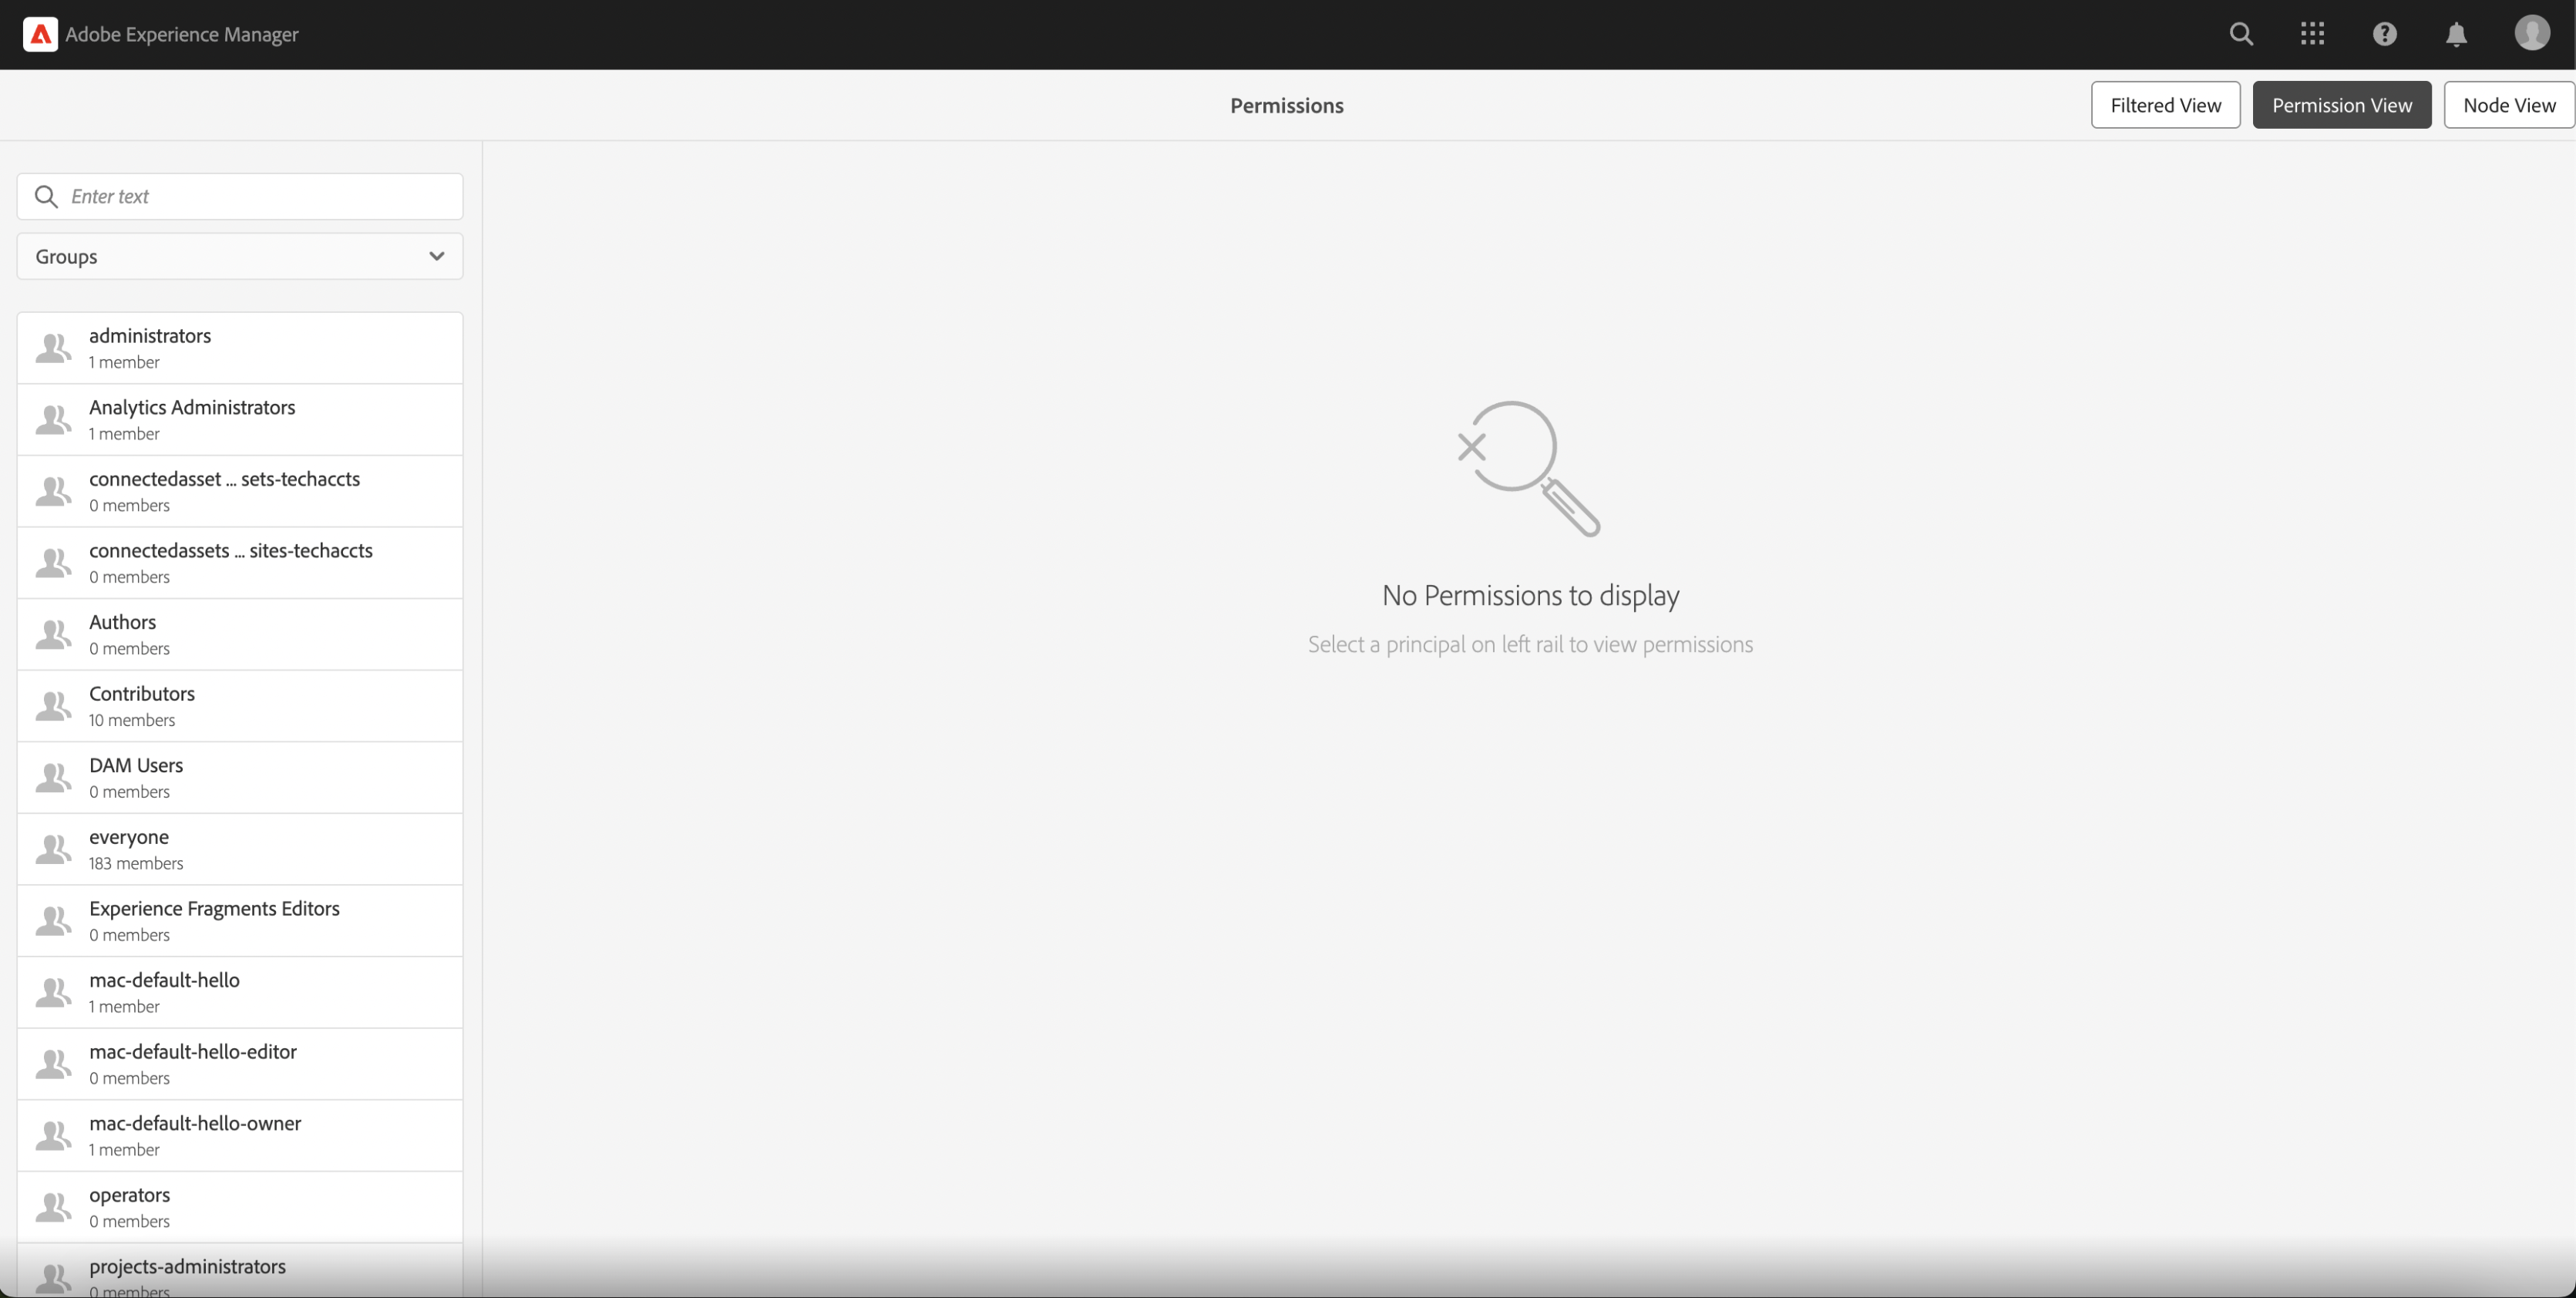 Adobe Experience Manager
Permissions
Filtered View
Permission View
Node View
Enter text
Groups
administrators
1 member
Analytics Administrators
1 member
connectedasset ... sets-techaccts
0 members
connectedassets ... sites-techaccts
0 members
Authors
0 members
Contributors
10 members
DAM Users
0 members
everyone
183 members
Experience Fragments Editors
0 members
mac-default-hello
1 member
mac-default-hello-editor
0 members
mac-default-hello-owner
1 member
operators
0 members
projects-administrators
0 members
No Permissions to display
Select a principal on left rail to view permissions